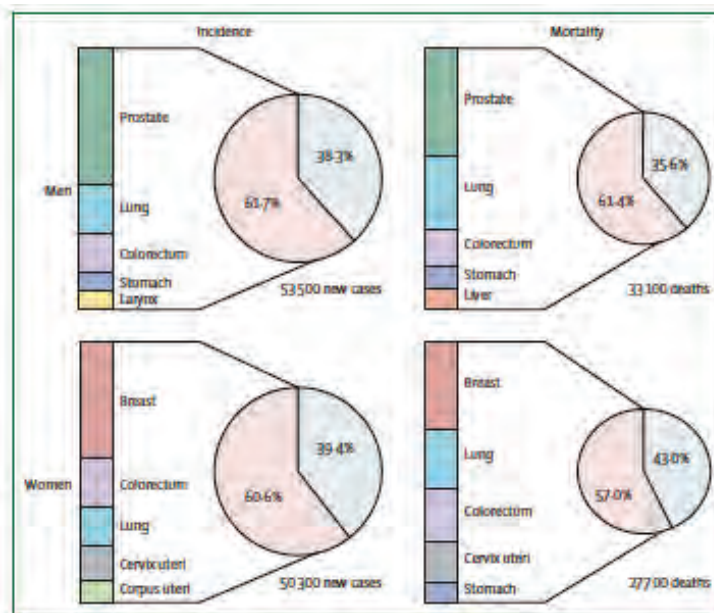 Incidence
Mortality
Men
Prostate
Lung
Colorectum
Stomach
Larynx
38·3%
61·7%
53 500 new cases
Prostate
Lung
Colorectum
Stomach
Liver
35·6%
61·4%
33 100 deaths
Women
Breast
Colorectum
Lung
Cervix uteri
Corpus uteri
39·4%
60·6%
50 300 new cases
Breast
Lung
Colorectum
Cervix uteri
Stomach
43·0%
57·0%
27 700 deaths